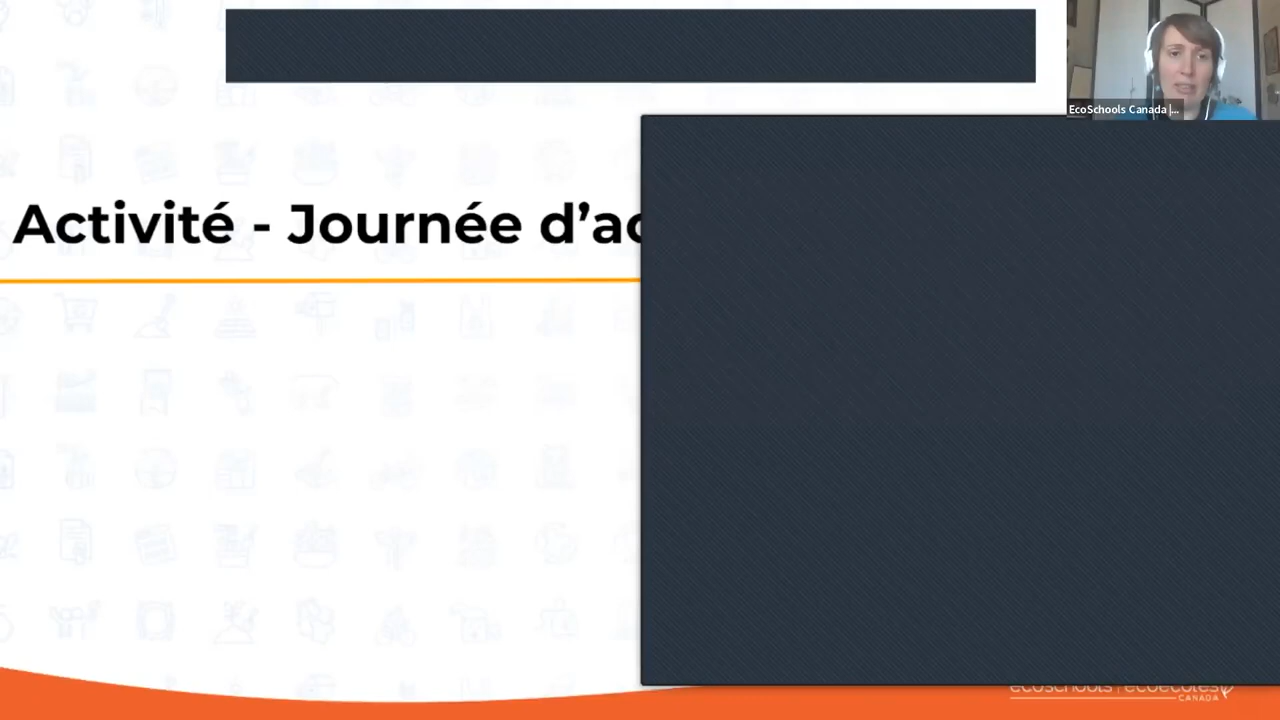 EcoSchools Canada |...
Activité - Journée d’ac
ecoschools | écoécoles
CANADA